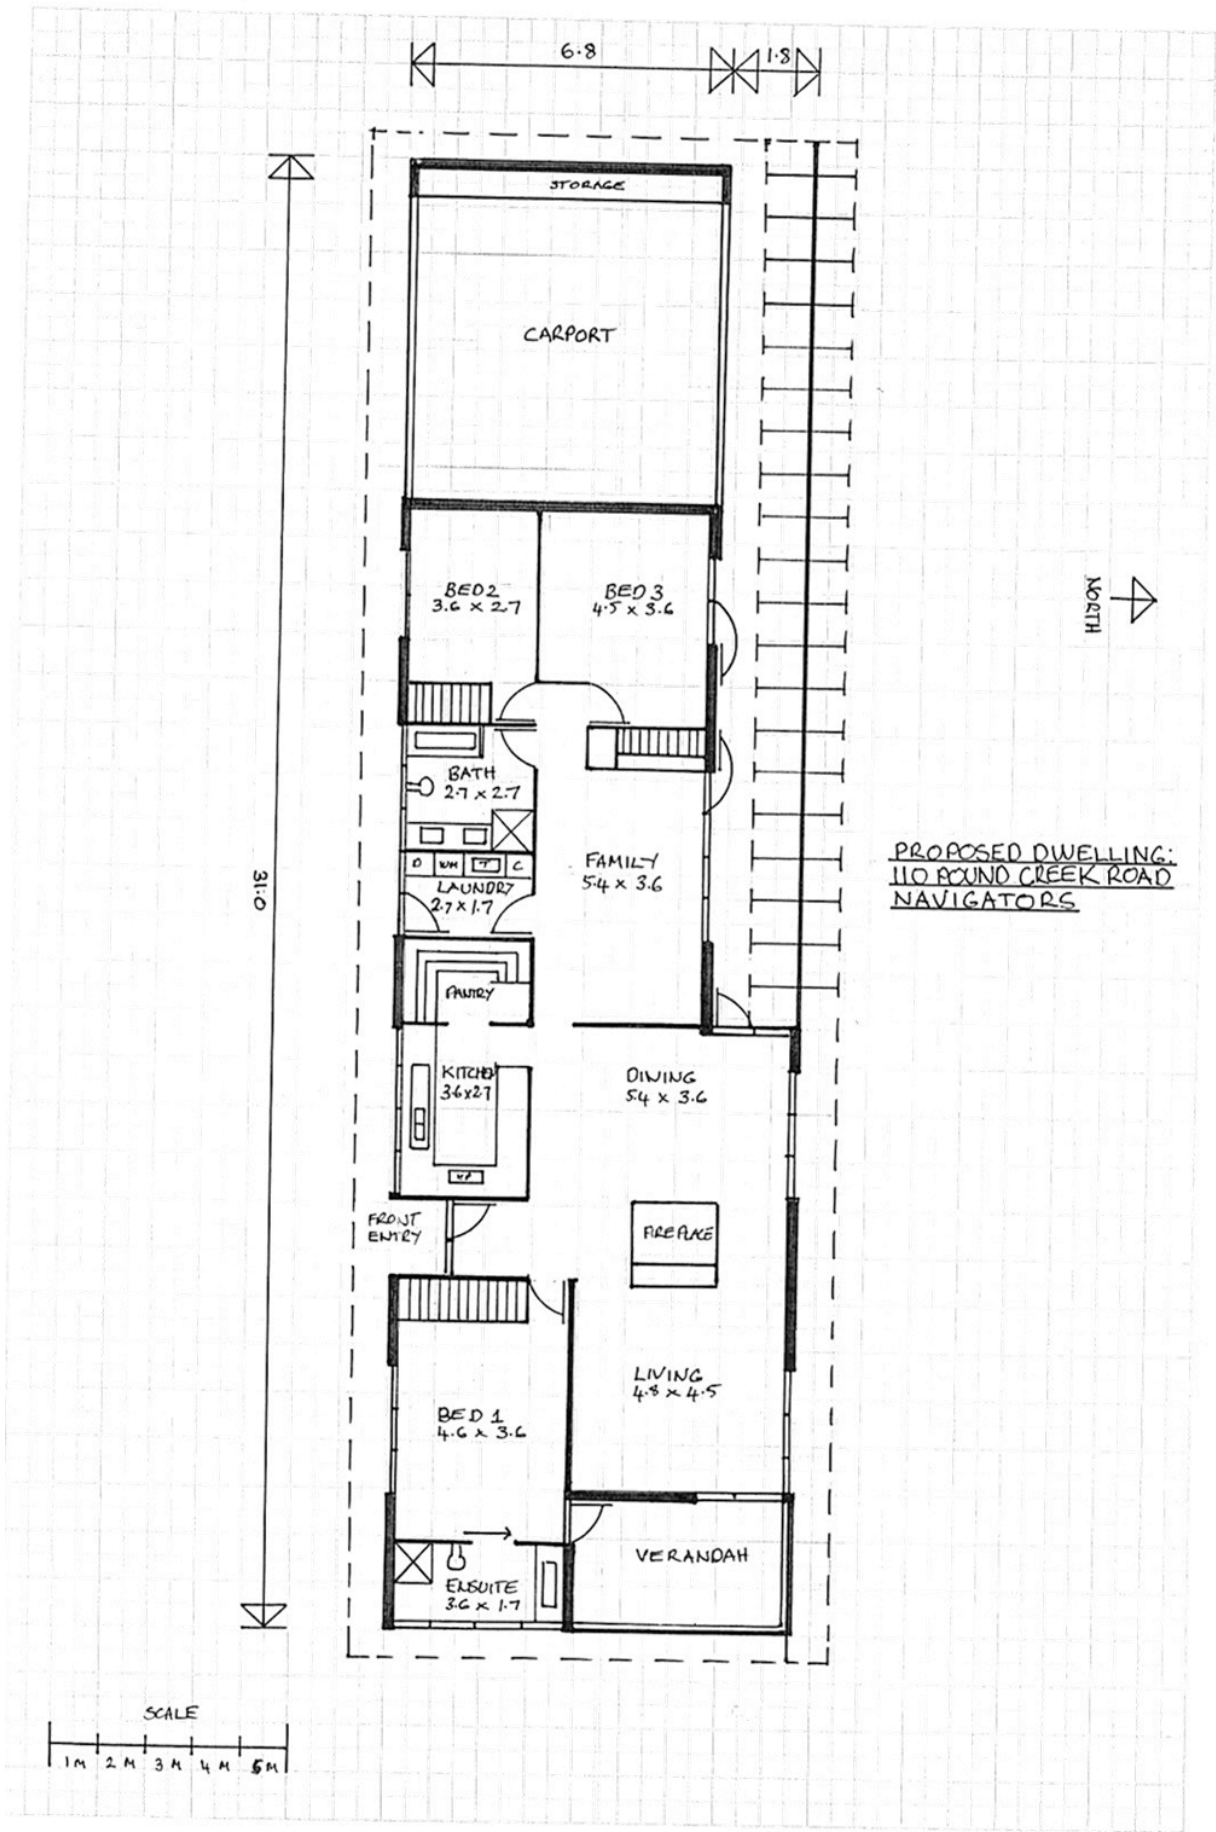 6.8
1.8
STORAGE
CARPORT
NORTH
BED 2
3.6 x 2.7
BED 3
4.5 x 3.6
BATH
2.7 x 2.7
D
WM
T
C
LAUNDRY
2.7 x 1.7
FAMILY
5.4 x 3.6
31.0
PROPOSED DWELLING:
110 POUND CREEK ROAD
NAVIGATORS
PANTRY
KITCHEN
3.6 x 2.7
DINING
5.4 x 3.6
HP
FRONT
ENTRY
FIREPLACE
LIVING
4.8 x 4.5
BED 1
4.6 x 3.6
VERANDAH
ENSUITE
3.6 x 1.7
SCALE
1M 2M 3M 4M 5M